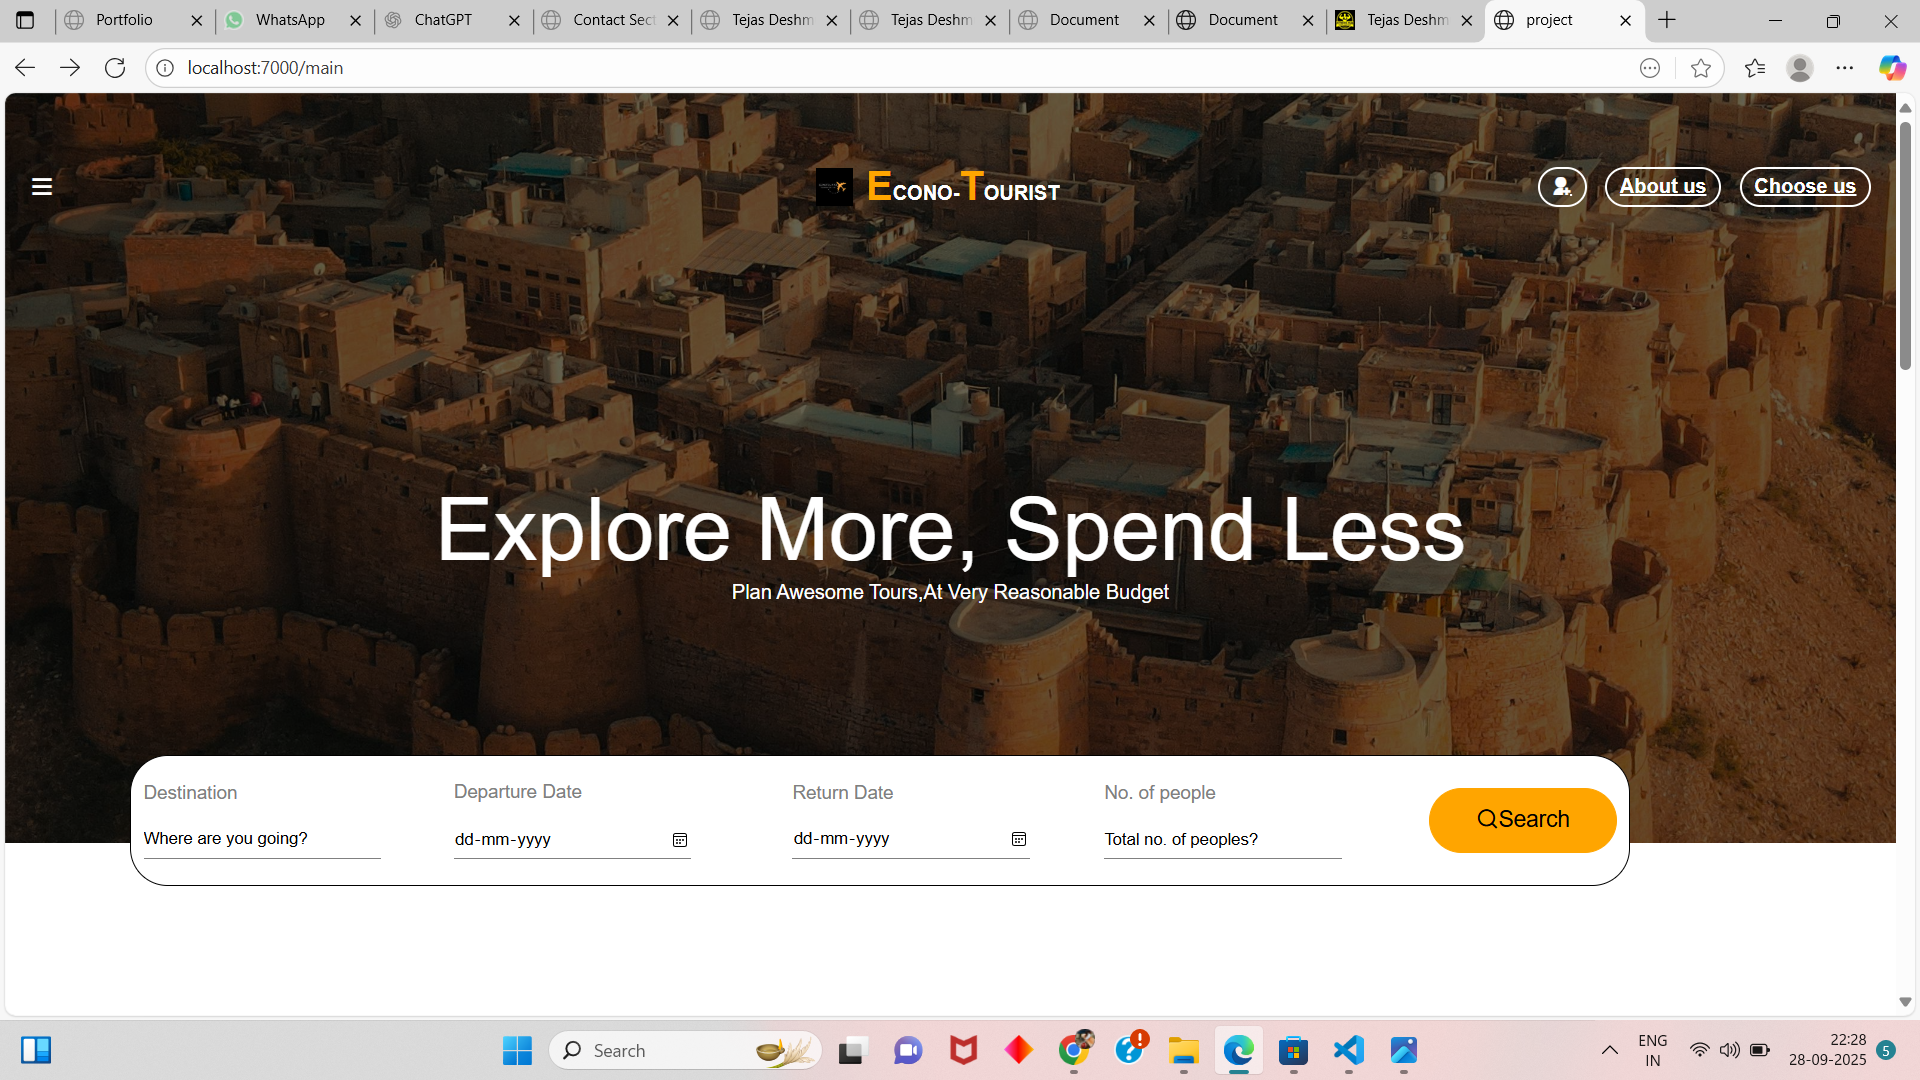 Portfolio
WhatsApp
ChatGPT
Contact Sect
Tejas Deshm
Tejas Deshm
Document
Document
Tejas Deshm
project
localhost:7000/main
ECONO-TOURIST
About us
Choose us
Explore More, Spend Less
Plan Awesome Tours,At Very Reasonable Budget
Destination
Departure Date
Return Date
No. of people
Where are you going?
dd-mm-yyyy
dd-mm-yyyy
Total no. of peoples?
Search
Search
ENG
IN
22:28
28-09-2025
5